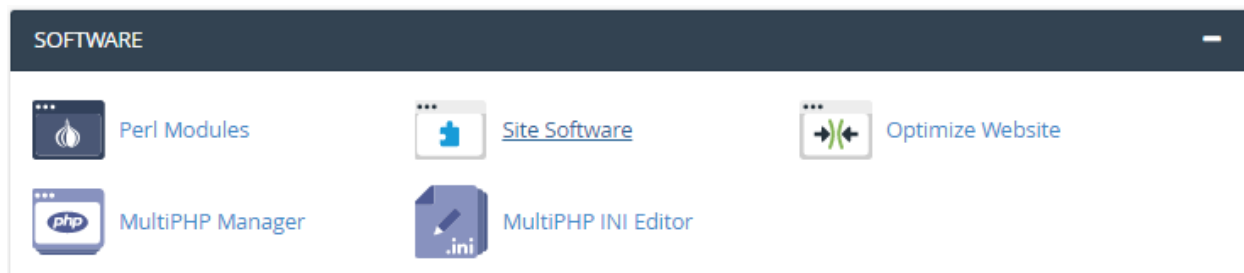 SOFTWARE
Perl Modules
Site Software
Optimize Website
php
MultiPHP Manager
.ini
MultiPHP INI Editor